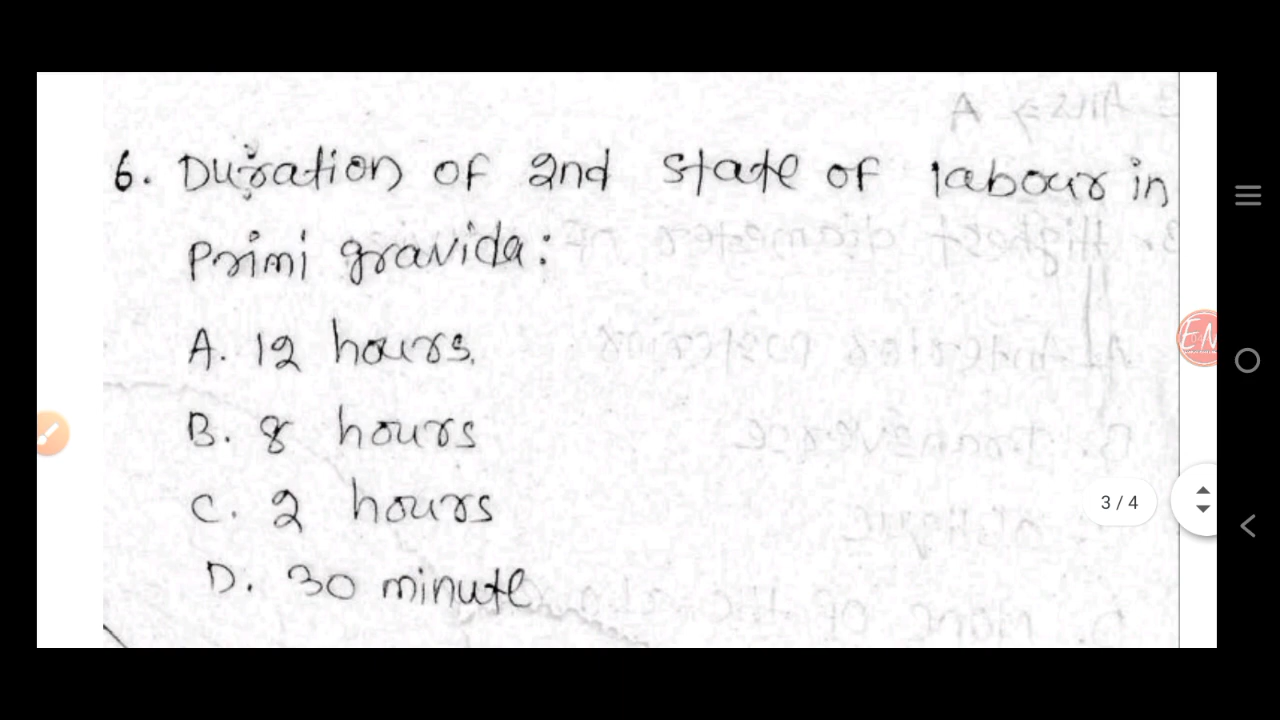 6. Duration of 2nd state of labour in
Primi gravida:
A. 12 hours.
B. 8 hours
C. 2 hours
D. 30 minute
3 / 4
EN